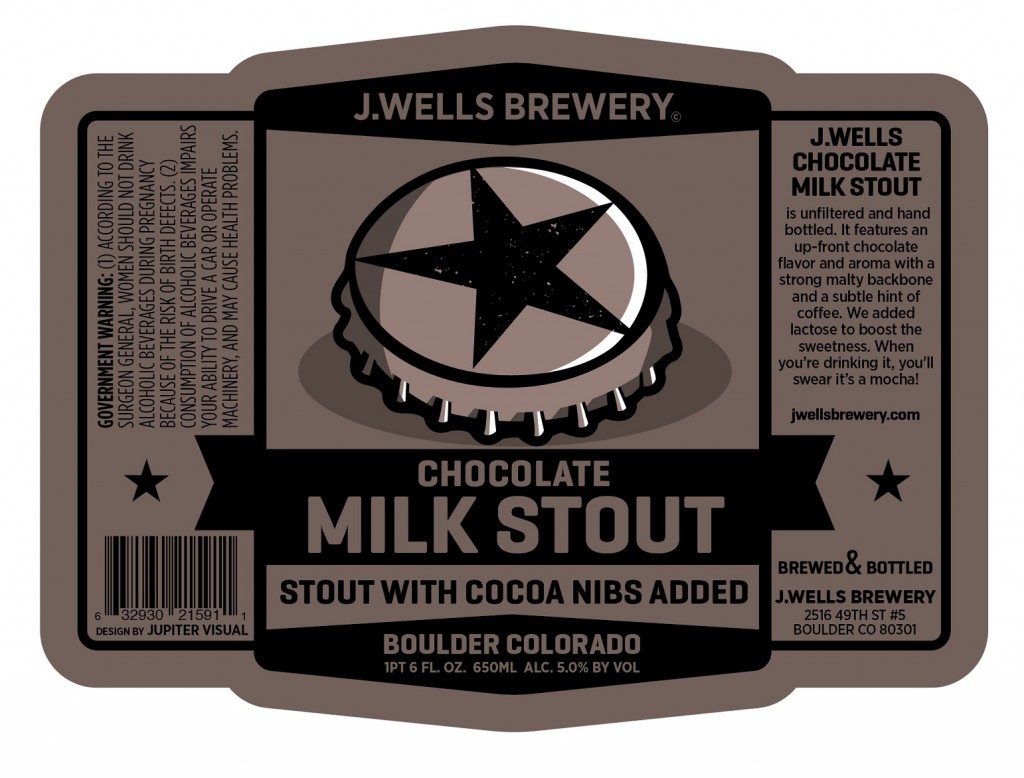 J.WELLS BREWERY©
GOVERNMENT WARNING: (1) ACCORDING TO THE
SURGEON GENERAL, WOMEN SHOULD NOT DRINK
ALCOHOLIC BEVERAGES DURING PREGNANCY
BECAUSE OF THE RISK OF BIRTH DEFECTS. (2)
CONSUMPTION OF ALCOHOLIC BEVERAGES IMPAIRS
YOUR ABILITY TO DRIVE A CAR OR OPERATE
MACHINERY, AND MAY CAUSE HEALTH PROBLEMS.
6 32930 21591 1
DESIGN BY JUPITER VISUAL
CHOCOLATE
MILK STOUT
STOUT WITH COCOA NIBS ADDED
BOULDER COLORADO
1PT 6 FL. OZ. 650ML ALC. 5.0% BY VOL
J.WELLS
CHOCOLATE
MILK STOUT
is unfiltered and hand
bottled. It features an
up-front chocolate
flavor and aroma with a
strong malty backbone
and a subtle hint of
coffee. We added
lactose to boost the
sweetness. When
you're drinking it, you'll
swear it's a mocha!
jwellsbrewery.com
BREWED & BOTTLED
J.WELLS BREWERY
2516 49TH ST #5
BOULDER CO 80301